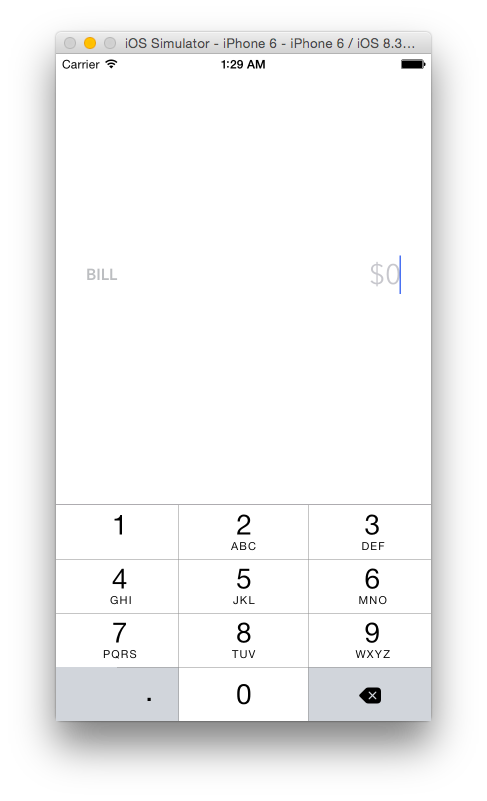 iOS Simulator - iPhone 6 - iPhone 6 / iOS 8.3...
Carrier 1:29 AM
BILL $0
1 2 3
ABC DEF
4 5 6
GHI JKL MNO
7 8 9
PQRS TUV WXYZ
. 0